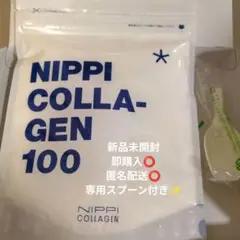 NIPPI
COLLA-
GEN
100
*
新品未開封
即購入⭕
匿名配送⭕
専用スプーン付き✨
NIPPI
COLLAGEN